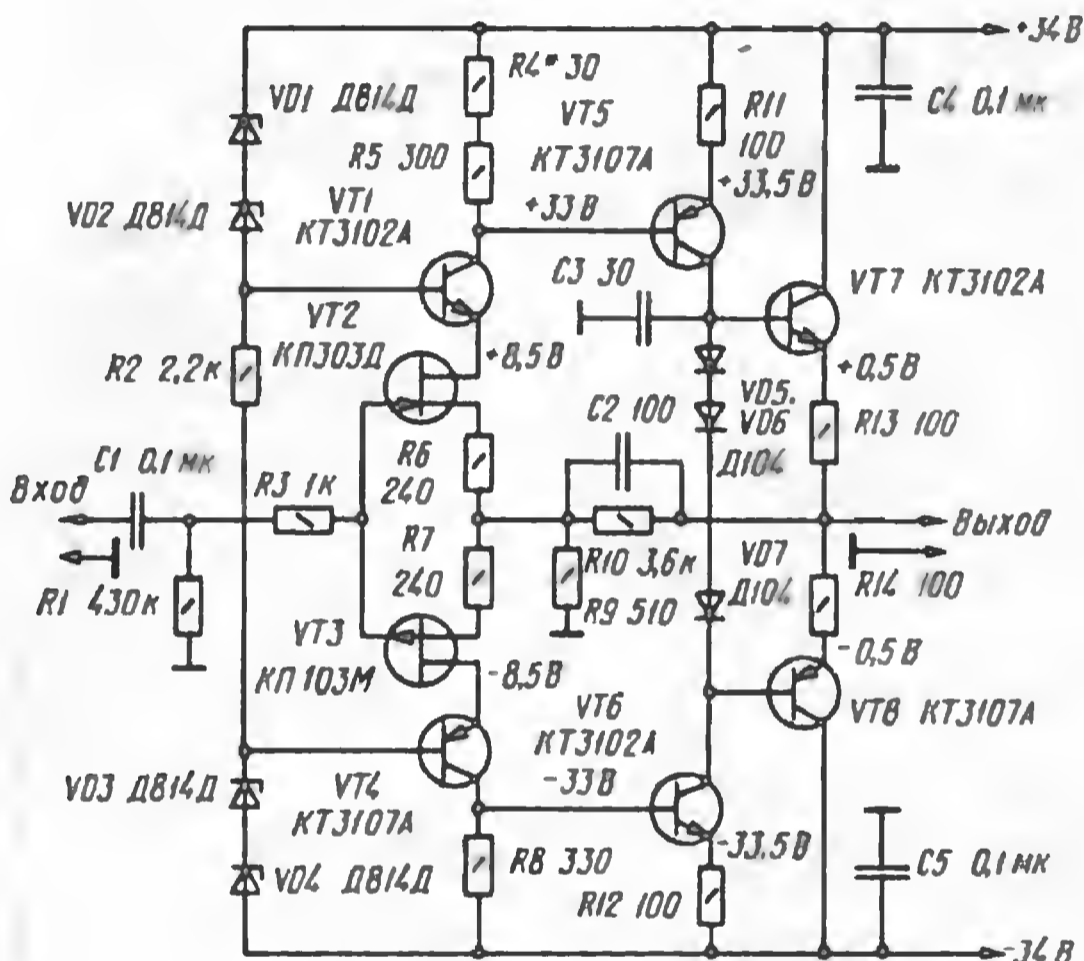 +34 В
R4* 30
VD1 Д814Д
VT5
R11
100
C4 0,1 мк
R5 300
КТ3107А
+33,5 В
VD2 Д814Д
VT1
КТ3102А
+33 В
C3 30
VT7 КТ3102А
VT2
КП303Д
+8,5 В
+0,5 В
R2 2,2к
VD5.
VD6
Д104
C2 100
R13 100
C1 0,1 мк
R6
240
Вход
R3 1к
Выход
R7
240
R10 3,6к
VD7
Д104
R14 100
R1 430к
R9 510
VT3
КП103М
-8,5 В
-0,5 В
VT6
КТ3102А
VT8 КТ3107А
VD3 Д814Д
VT4
КТ3107А
-33В
-33,5 В
R8 330
C5 0,1 мк
VD4 Д814Д
R12 100
-34 В